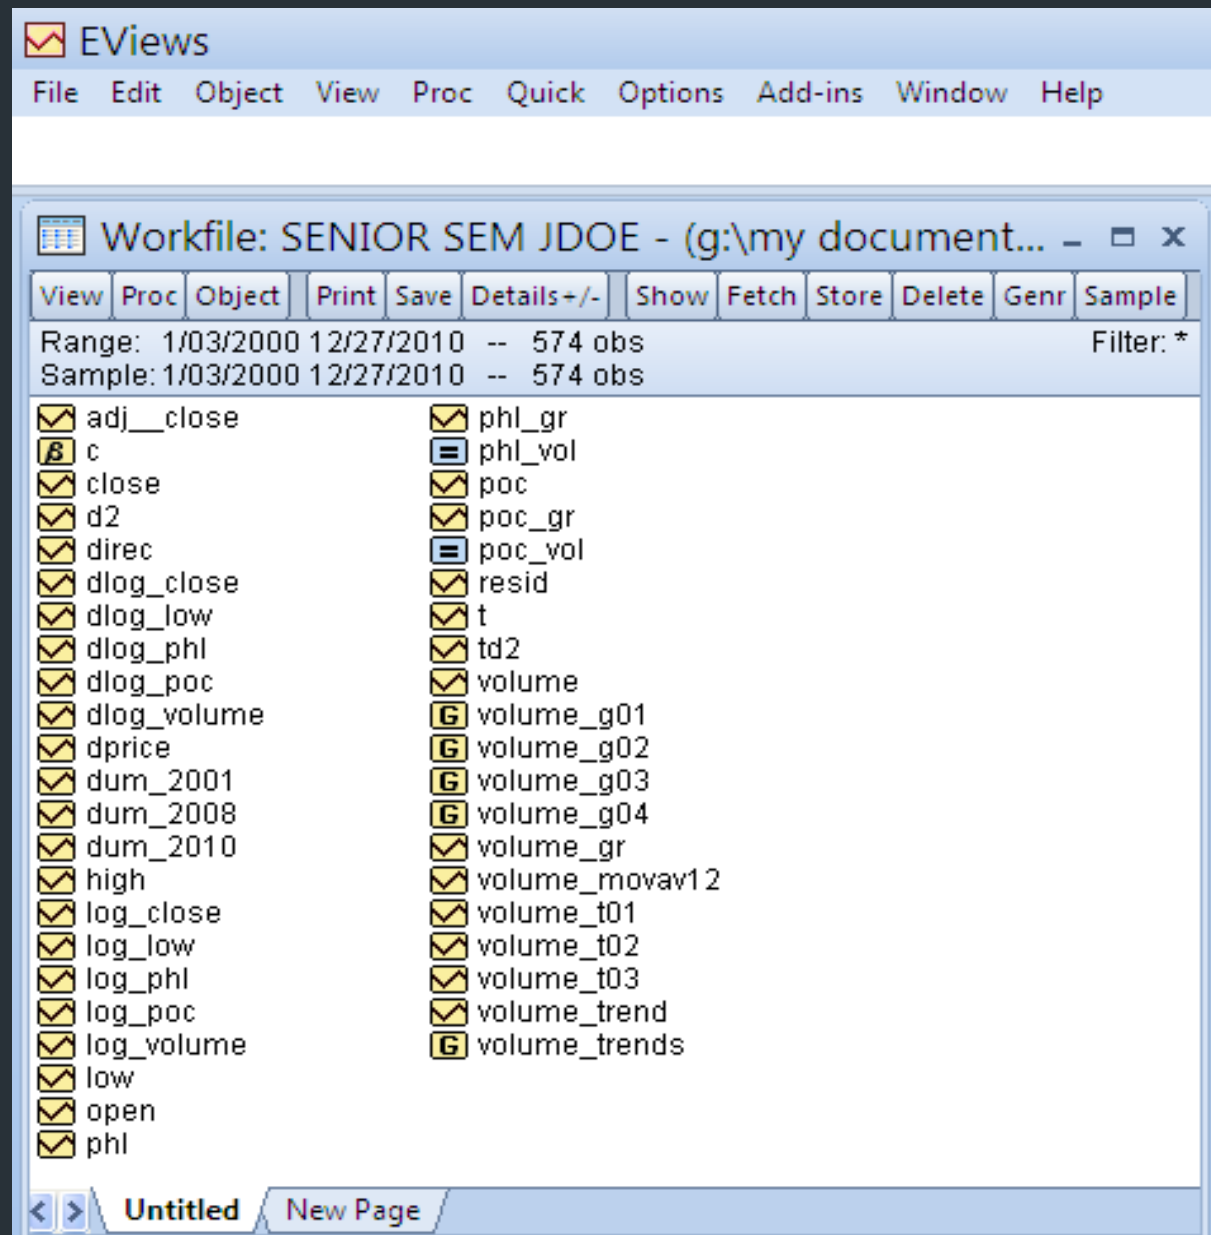 EViews
File Edit Object View Proc Quick Options Add-ins Window Help
Workfile: SENIOR SEM JDOE - (g:\my document...
View Proc Object Print Save Details+/- Show Fetch Store Delete Genr Sample
Range: 1/03/2000 12/27/2010 -- 574 obs Filter: *
Sample: 1/03/2000 12/27/2010 -- 574 obs
adj__close
β c
close
d2
direc
dlog_close
dlog_low
dlog_phl
dlog_poc
dlog_volume
dprice
dum_2001
dum_2008
dum_2010
high
log_close
log_low
log_phl
log_poc
log_volume
low
open
phl
phl_gr
= phl_vol
poc
poc_gr
= poc_vol
resid
t
td2
volume
G volume_g01
G volume_g02
G volume_g03
G volume_g04
volume_gr
volume_movav12
volume_t01
volume_t02
volume_t03
volume_trend
G volume_trends
< > Untitled New Page